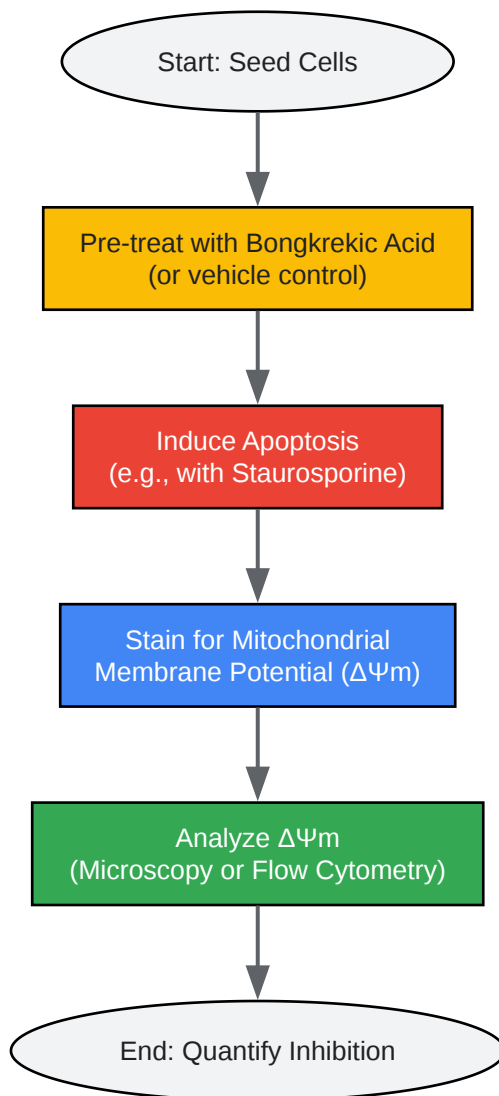 Start: Seed Cells
Pre-treat with Bongkrekic Acid
(or vehicle control)
Induce Apoptosis
(e.g., with Staurosporine)
Stain for Mitochondrial
Membrane Potential (ΔΨm)
Analyze ΔΨm
(Microscopy or Flow Cytometry)
End: Quantify Inhibition